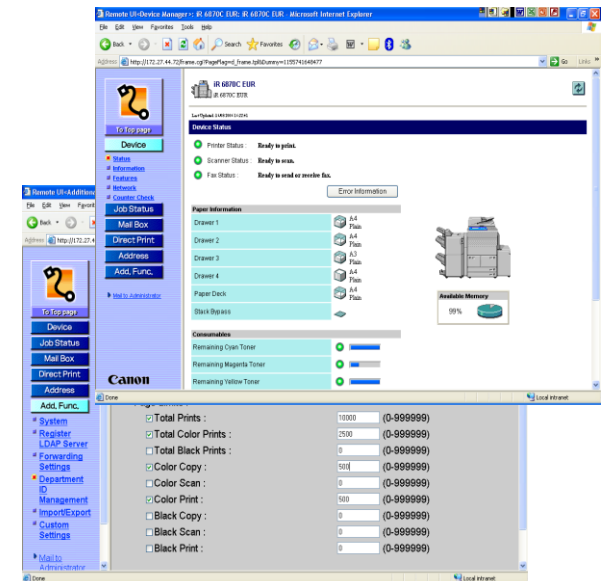 Remote UI<Device Manager>: iR 6870C EUR; iR 6870C EUR - Microsoft Internet Explorer
File Edit View Favorites Tools Help
Back Search Favorites
Address http://172.27.44.72/frame.cgi?PageFlag=d_frame.tpl&Dummy=1155741648477 Go Links
iR 6870C EUR
iR 6870C EUR
To Top page
Device
Status
Information
Features
Network
Counter Check
Job Status
Mail Box
Direct Print
Address
Add. Func.
Mail to Administrator
Canon
Device Status
Printer Status : Ready to print.
Scanner Status : Ready to scan.
Fax Status : Ready to send or receive fax.
Error Information
Paper Information
Drawer 1 A4 Plain
Drawer 2 A4 Plain
Drawer 3 A3 Plain
Drawer 4 A4 Plain
Paper Deck A4 Plain
Stack Bypass
Available Memory
99%
Consumables
Remaining Cyan Toner
Remaining Magenta Toner
Remaining Yellow Toner
Done Local intranet
Remote UI<Additiona
File Edit View Favorit
Back
Address http://172.27.4
To Top page
Device
Job Status
Mail Box
Direct Print
Address
Add. Func.
System
Register
LDAP Server
Forwarding
Settings
Department
ID
Management
Import/Export
Custom
Settings
Mail to
Administrator
Total Prints : 10000 (0-999999)
Total Color Prints : 2500 (0-999999)
Total Black Prints : 0 (0-999999)
Color Copy : 500 (0-999999)
Color Scan : 0 (0-999999)
Color Print : 500 (0-999999)
Black Copy : 0 (0-999999)
Black Scan : 0 (0-999999)
Black Print : 0 (0-999999)
Done Local intranet